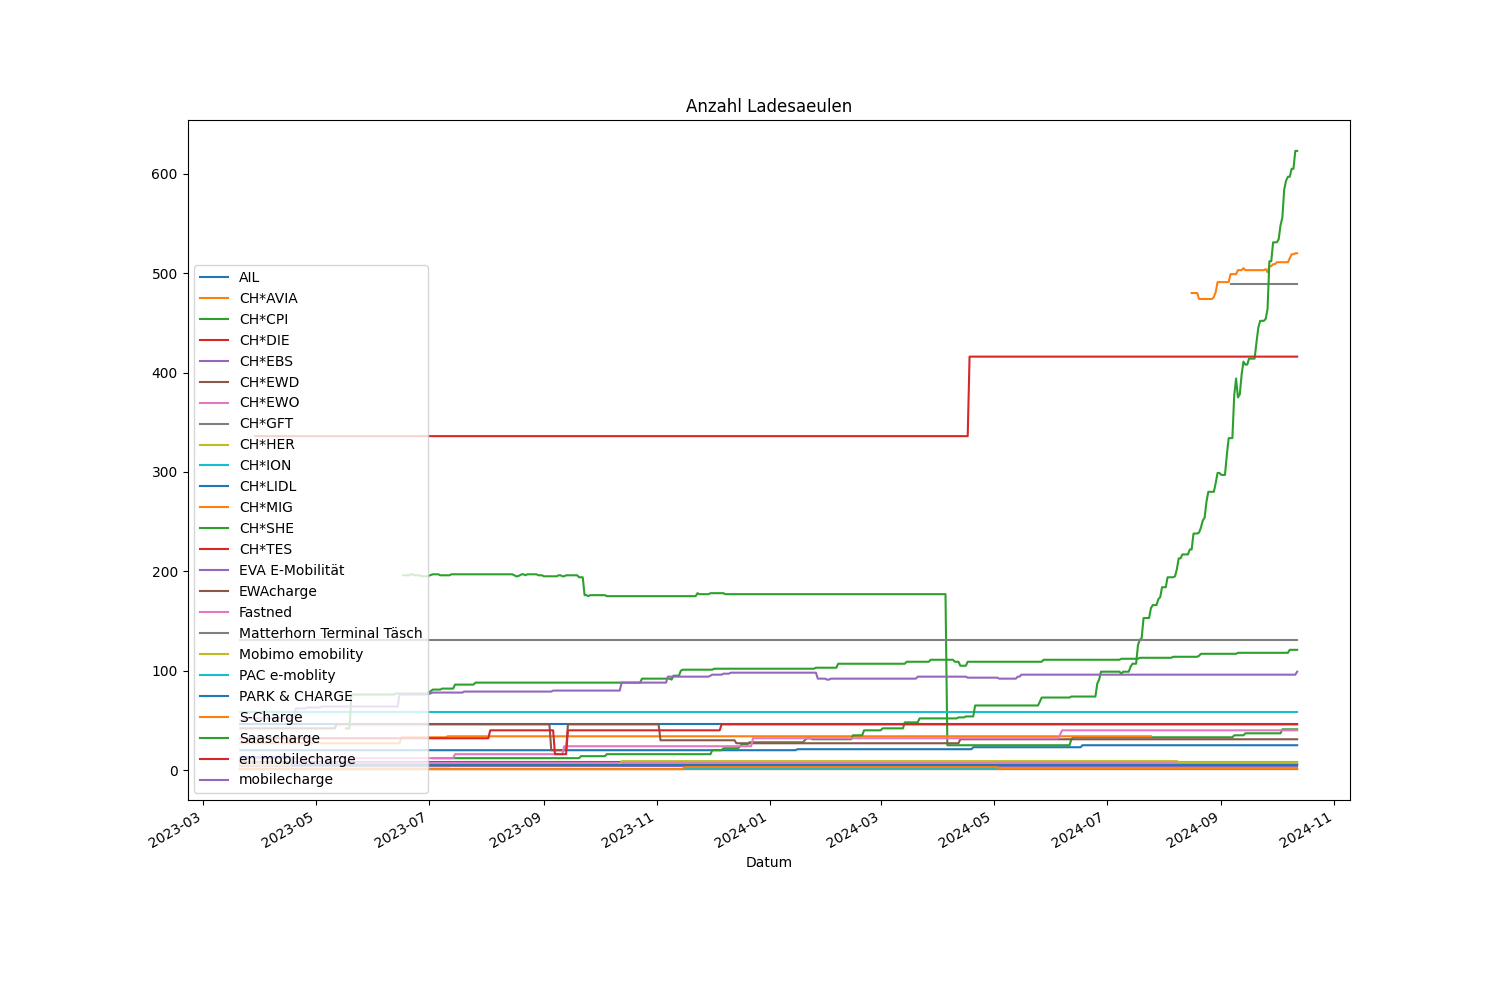 Anzahl Ladesaeulen
600
500
400
300
200
100
0
AIL
CH*AVIA
CH*CPI
CH*DIE
CH*EBS
CH*EWD
CH*EWO
CH*GFT
CH*HER
CH*ION
CH*LIDL
CH*MIG
CH*SHE
CH*TES
EVA E-Mobilität
EWAcharge
Fastned
Matterhorn Terminal Täsch
Mobimo emobility
PAC e-moblity
PARK & CHARGE
S-Charge
Saascharge
en mobilecharge
mobilecharge
2023-03
2023-05
2023-07
2023-09
2023-11
2024-01
2024-03
2024-05
2024-07
2024-09
2024-11
Datum